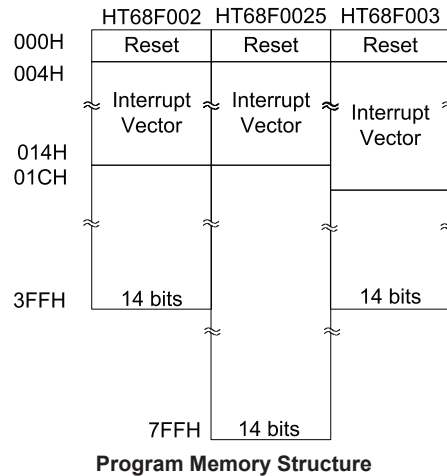 HT68F002 HT68F0025 HT68F003
000H Reset Reset Reset
004H
Interrupt Vector Interrupt Vector Interrupt Vector
014H
01CH
3FFH 14 bits 14 bits
7FFH 14 bits
Program Memory Structure